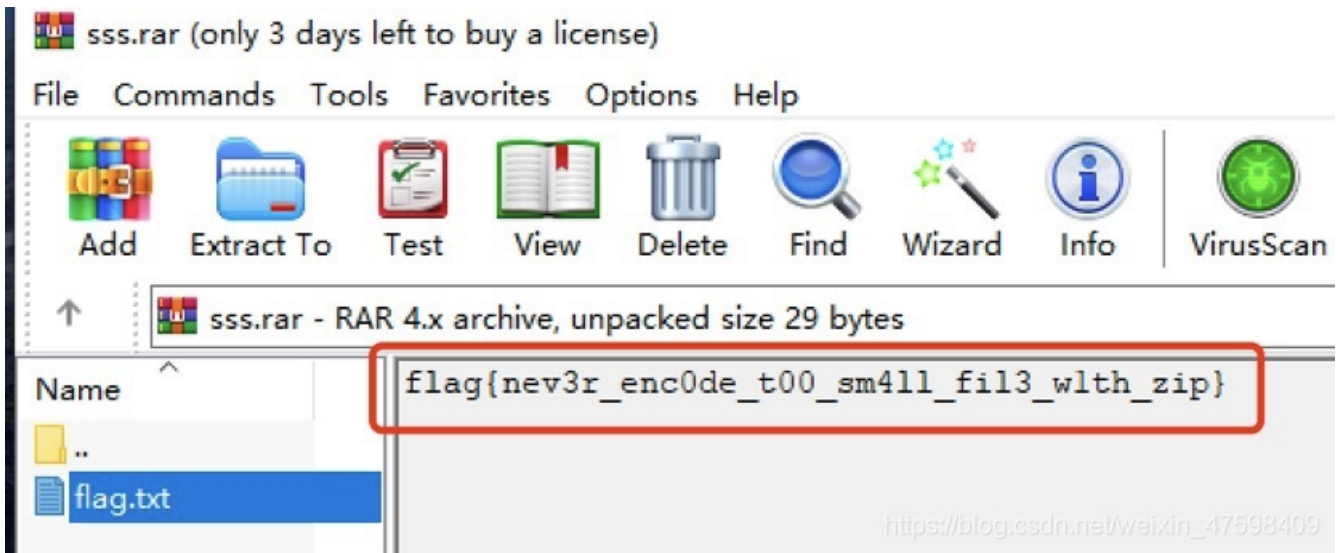 sss.rar (only 3 days left to buy a license)
File Commands Tools Favorites Options Help
Add Extract To Test View Delete Find Wizard Info VirusScan
sss.rar - RAR 4.x archive, unpacked size 29 bytes
Name
flag{nev3r_enc0de_t00_sm4ll_fil3_w1th_zip}
..
flag.txt
https://blog.csdn.net/weixin_47598409